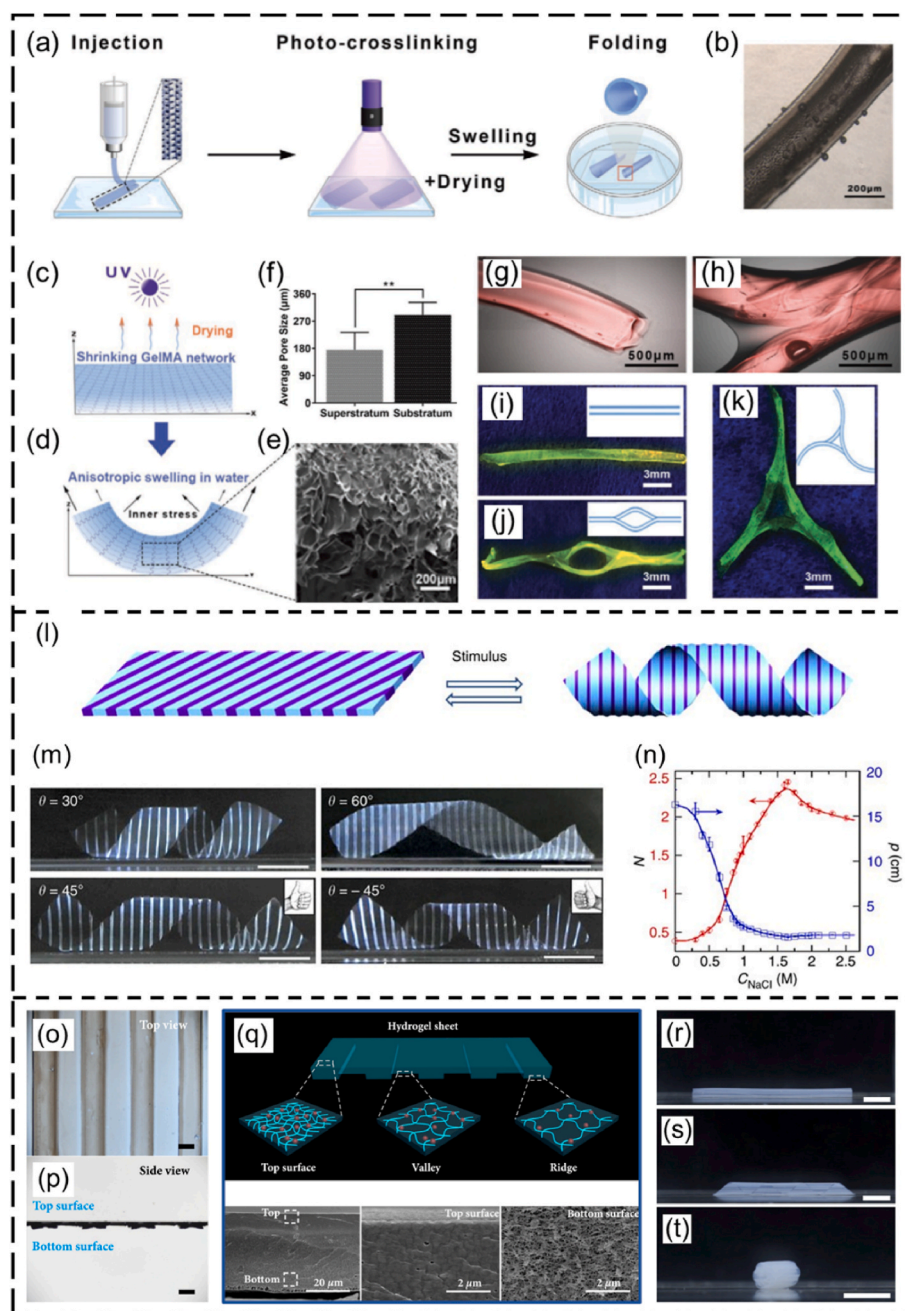 (a) Injection Photo-crosslinking Folding (b)
Swelling
+Drying
200μm
(c) UV (f) ** (g) (h)
Drying
Shrinking GelMA network
z
x
Average Pore Size (μm)
360
270
180
90
0
Superstratum Substratum
500μm 500μm
(i) (k)
3mm
(d) (e) (j)
Anisotropic swelling in water
Inner stress
200μm
3mm 3mm
(l)
Stimulus
(m) (n)
θ = 30° θ = 60°
θ = 45° θ = − 45°
N
2.5
2
1.5
1
0.5
20
15
10
5
0
p (cm)
0 0.5 1.0 1.5 2.0 2.5
C_NaCl (M)
(o) Top view (q) Hydrogel sheet (r)
(p) Side view
Top surface
Bottom surface
Top surface Valley Ridge
(s)
Top Top surface Bottom surface
(t)
Bottom 20 μm 2 μm 2 μm